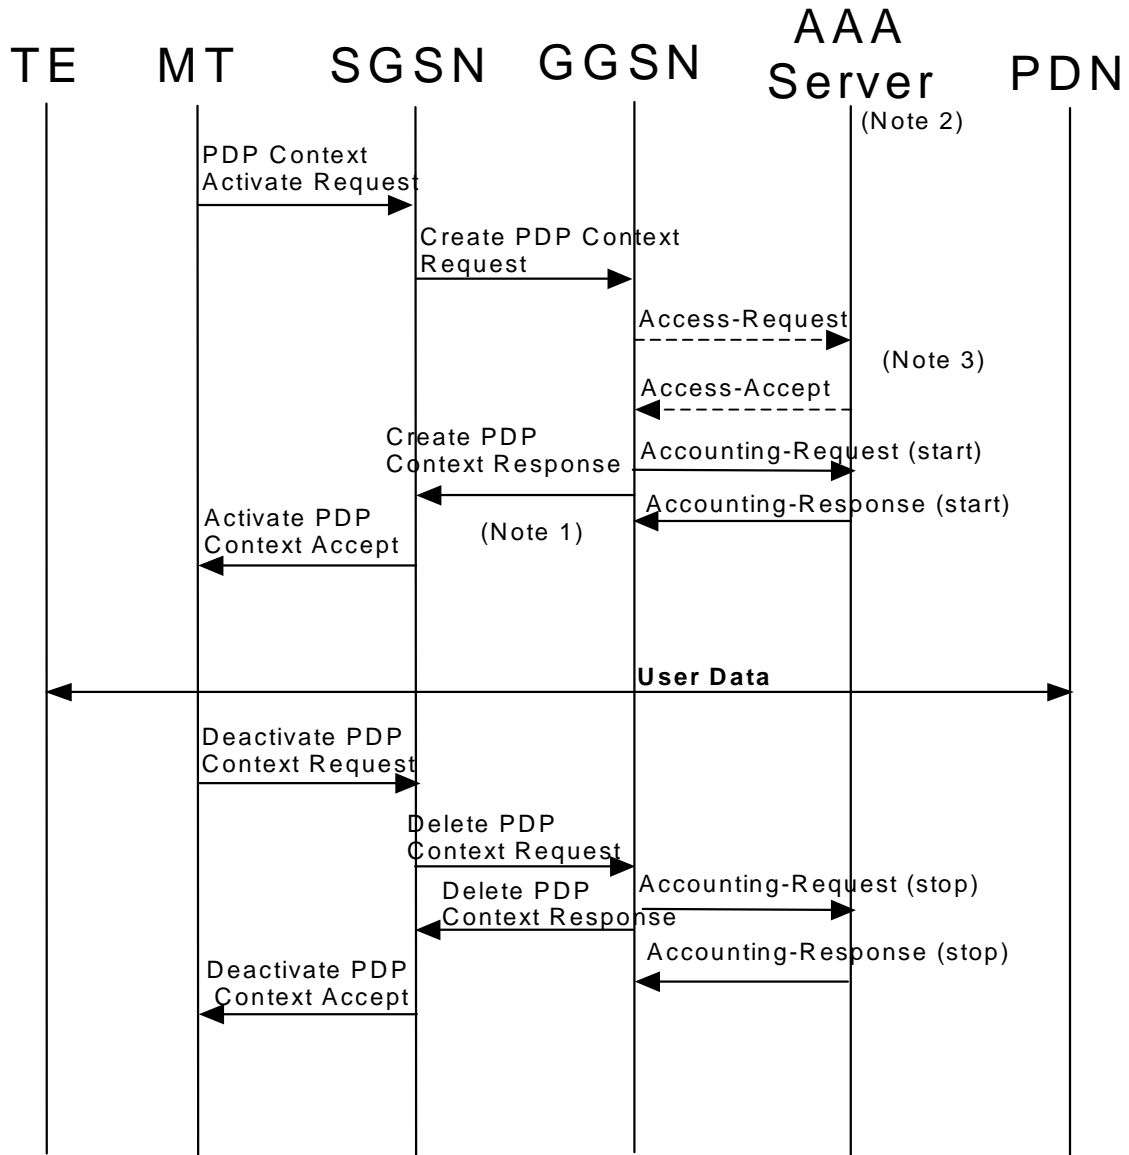 TE
MT
SGSN
GGSN
AAA
Server
PDN
(Note 2)
PDP Context
Activate Request
Create PDP Context
Request
Access-Request
(Note 3)
Access-Accept
Create PDP
Context Response
Accounting-Request (start)
Accounting-Response (start)
Activate PDP
Context Accept
(Note 1)
User Data
Deactivate PDP
Context Request
Delete PDP
Context Request
Accounting-Request (stop)
Delete PDP
Context Response
Accounting-Response (stop)
Deactivate PDP
Context Accept